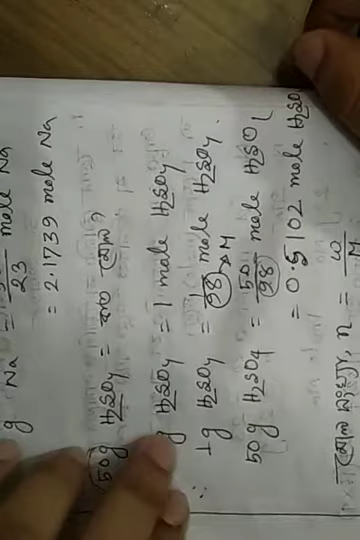 g Na = /23 mole Na
= 2.1739 mole Na
50g H2SO4 = কত মোল?
g H2SO4 = 1 mole H2SO4
∴ 1g H2SO4 = 1/98 → M mole H2SO4.
50g H2SO4 = 50/98 mole H2SO4
= 0.5102 mole H2SO
মোল সংখ্যা, n = w/M